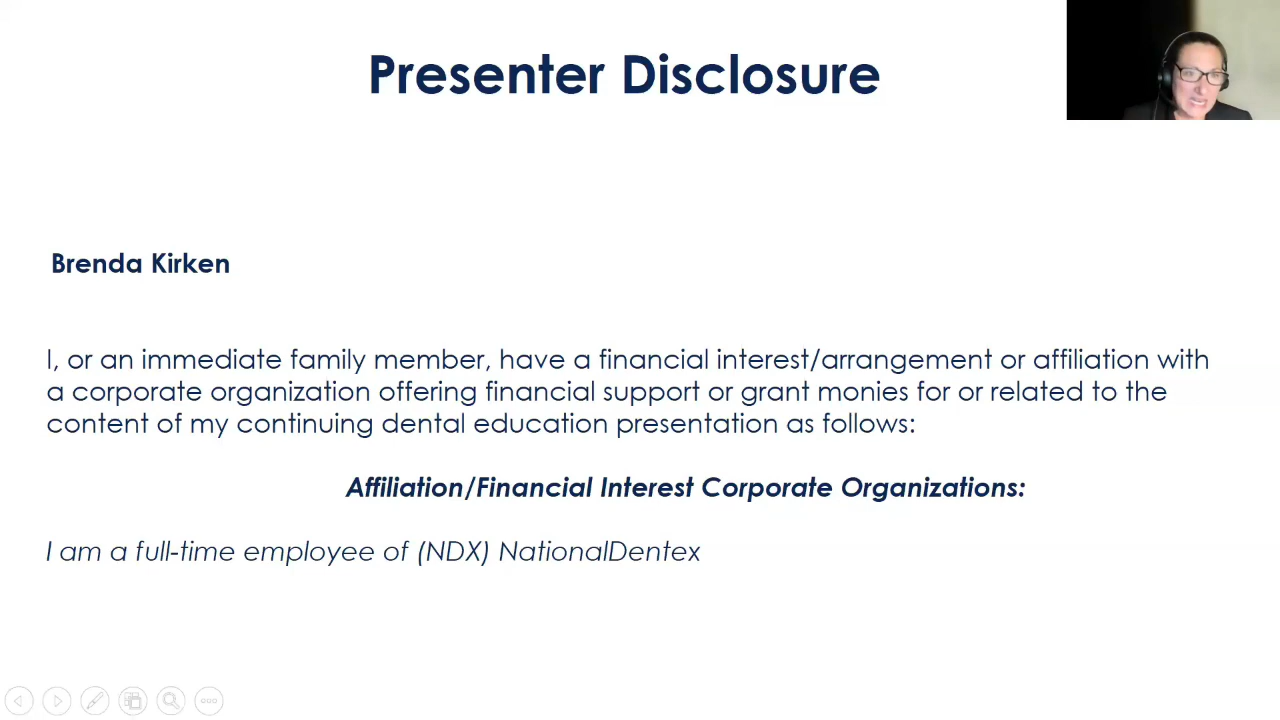 Presenter Disclosure
Brenda Kirken
I, or an immediate family member, have a financial interest/arrangement or affiliation with
a corporate organization offering financial support or grant monies for or related to the
content of my continuing dental education presentation as follows:
Affiliation/Financial Interest Corporate Organizations:
I am a full-time employee of (NDX) NationalDentex